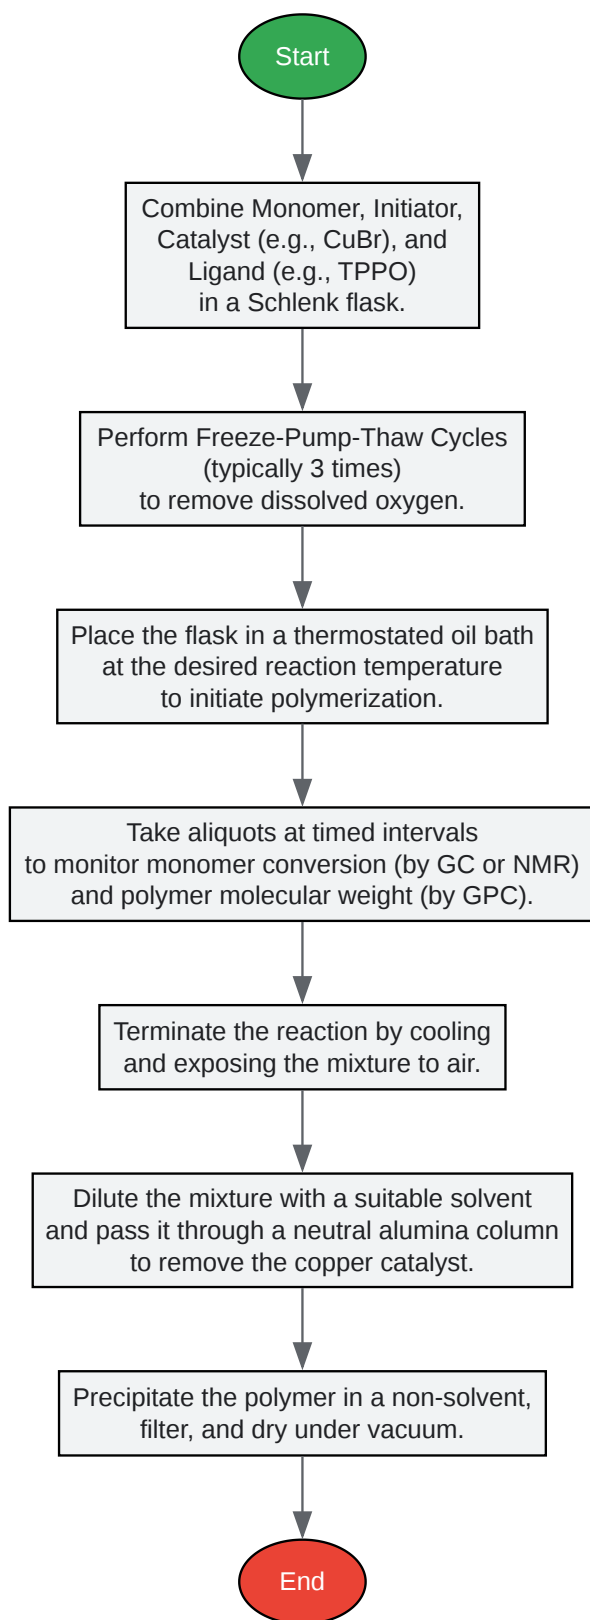 Start
Combine Monomer, Initiator,
Catalyst (e.g., CuBr), and
Ligand (e.g., TPPO)
in a Schlenk flask.
Perform Freeze-Pump-Thaw Cycles
(typically 3 times)
to remove dissolved oxygen.
Place the flask in a thermostated oil bath
at the desired reaction temperature
to initiate polymerization.
Take aliquots at timed intervals
to monitor monomer conversion (by GC or NMR)
and polymer molecular weight (by GPC).
Terminate the reaction by cooling
and exposing the mixture to air.
Dilute the mixture with a suitable solvent
and pass it through a neutral alumina column
to remove the copper catalyst.
Precipitate the polymer in a non-solvent,
filter, and dry under vacuum.
End